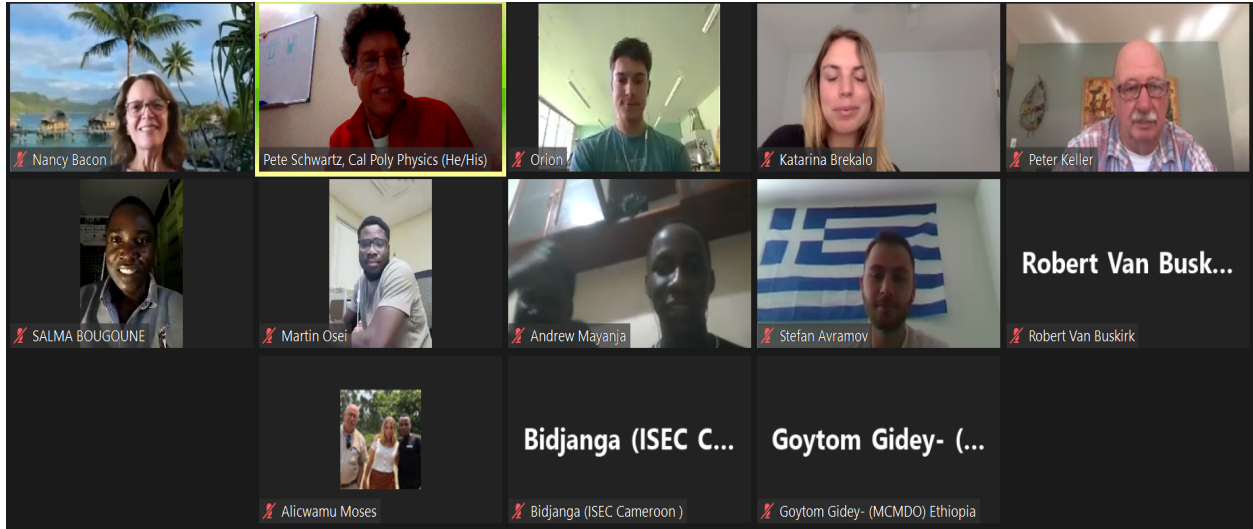 Nancy Bacon
Pete Schwartz, Cal Poly Physics (He/His)
Orion
Katarina Brekalo
Peter Keller
SALMA BOUGOUNE
Martin Osei
Andrew Mayanja
Stefan Avramov
Robert Van Busk...
Robert Van Buskirk
Alicwamu Moses
Bidjanga (ISEC C...
Bidjanga (ISEC Cameroon )
Goytom Gidey- (...
Goytom Gidey- (MCMDO) Ethiopia